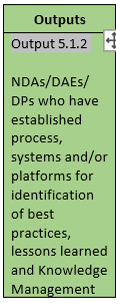 Outputs
Output 5.1.2
NDAs/DAEs/
DPs who have
established
process,
systems and/or
platforms for
identification
of best
practices,
lessons learned
and Knowledge
Management